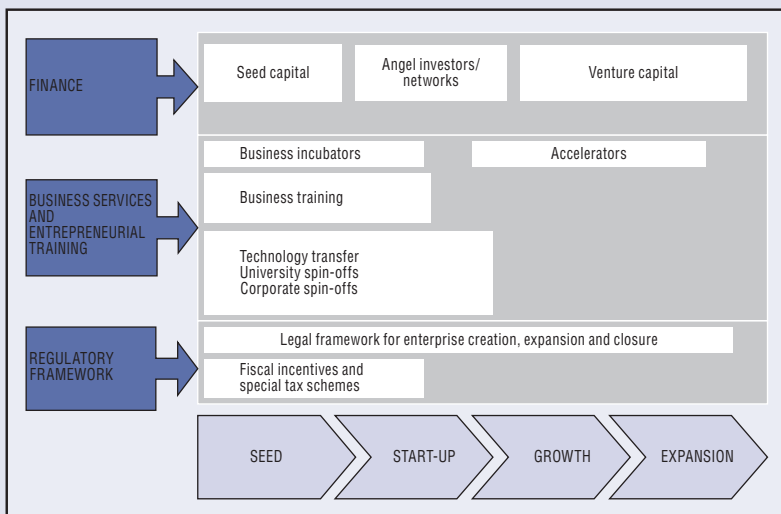 FINANCE
Seed capital
Angel investors/
networks
Venture capital
BUSINESS SERVICES
AND
ENTREPRENEURIAL
TRAINING
Business incubators
Accelerators
Business training
Technology transfer
University spin-offs
Corporate spin-offs
REGULATORY
FRAMEWORK
Legal framework for enterprise creation, expansion and closure
Fiscal incentives and
special tax schemes
SEED
START-UP
GROWTH
EXPANSION